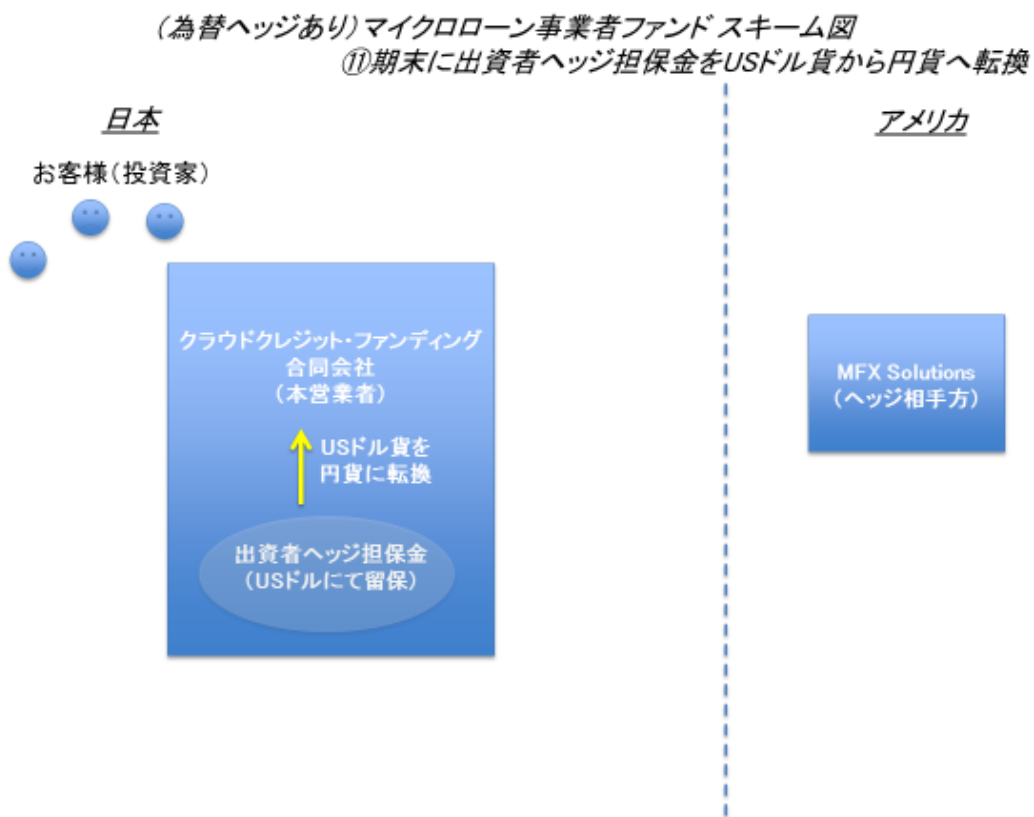 (為替ヘッジあり)マイクロローン事業者ファンド スキーム図
⑪期末に出資者ヘッジ担保金をUSドル貨から円貨へ転換
日本
アメリカ
お客様(投資家)
クラウドクレジット・ファンディング
合同会社
(本営業者)
USドル貨を
円貨に転換
出資者ヘッジ担保金
(USドルにて留保)
MFX Solutions
(ヘッジ相手方)